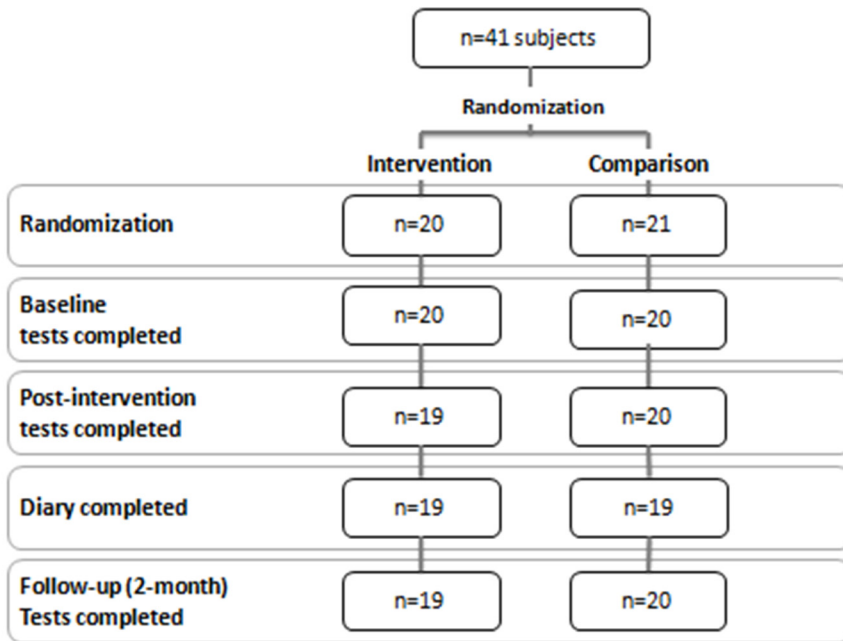 n=41 subjects
Randomization
Intervention Comparison
Randomization n=20 n=21
Baseline
tests completed n=20 n=20
Post-intervention
tests completed n=19 n=20
Diary completed n=19 n=19
Follow-up (2-month)
Tests completed n=19 n=20